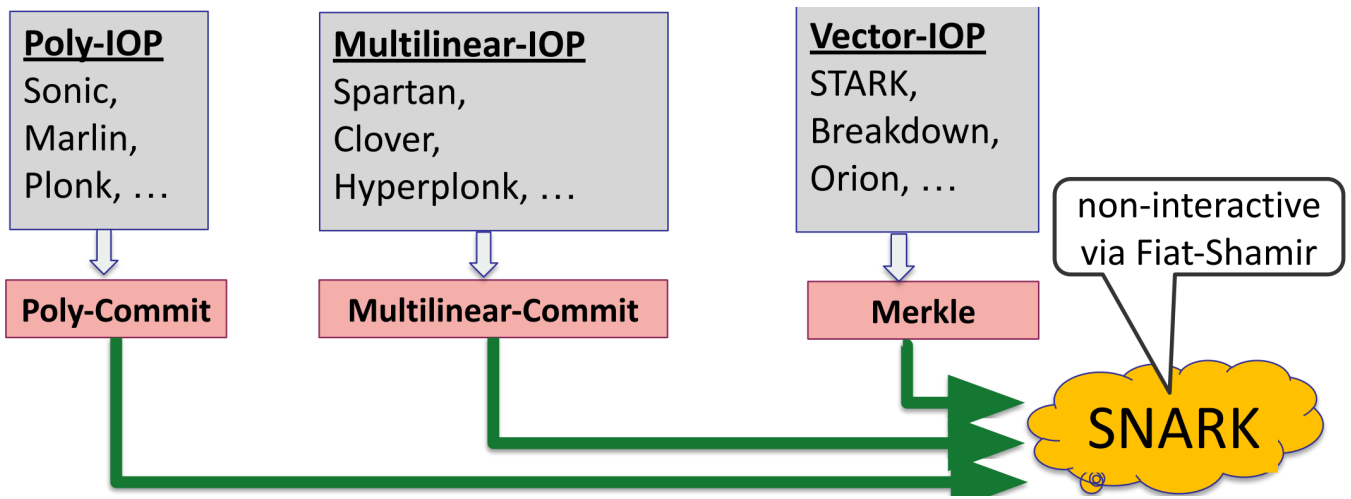 Poly-IOP
Sonic,
Marlin,
Plonk, ...
Multilinear-IOP
Spartan,
Clover,
Hyperplonk, ...
Vector-IOP
STARK,
Breakdown,
Orion, ...
non-interactive
via Fiat-Shamir
Poly-Commit
Multilinear-Commit
Merkle
SNARK